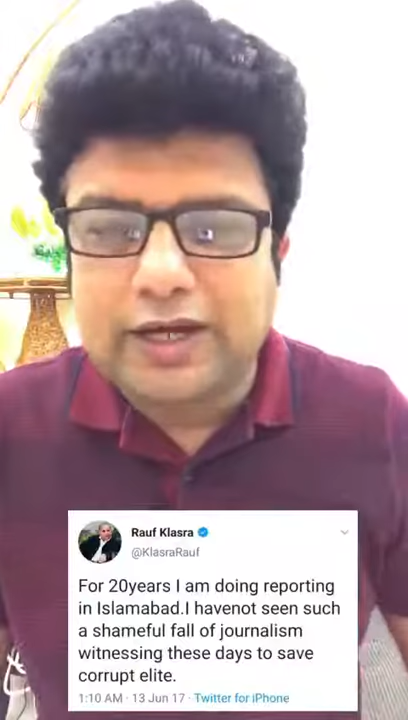 Rauf Klasra
@KlasraRauf
For 20years I am doing reporting
in Islamabad.I havenot seen such
a shameful fall of journalism
witnessing these days to save
corrupt elite.
1:10 AM · 13 Jun 17 · Twitter for iPhone